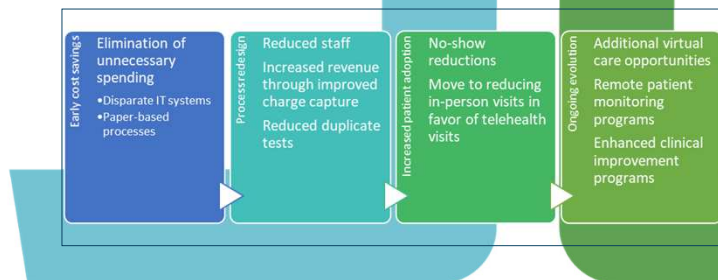 Early cost savings
Elimination of
unnecessary
spending
•Disparate IT systems
•Paper-based
processes
Process redesign
Reduced staff
Increased revenue
through improved
charge capture
Reduced duplicate
tests
Increased patient adoption
No-show
reductions
Move to reducing
in-person visits in
favor of telehealth
visits
Ongoing evolution
Additional virtual
care opportunities
Remote patient
monitoring
programs
Enhanced clinical
improvement
programs